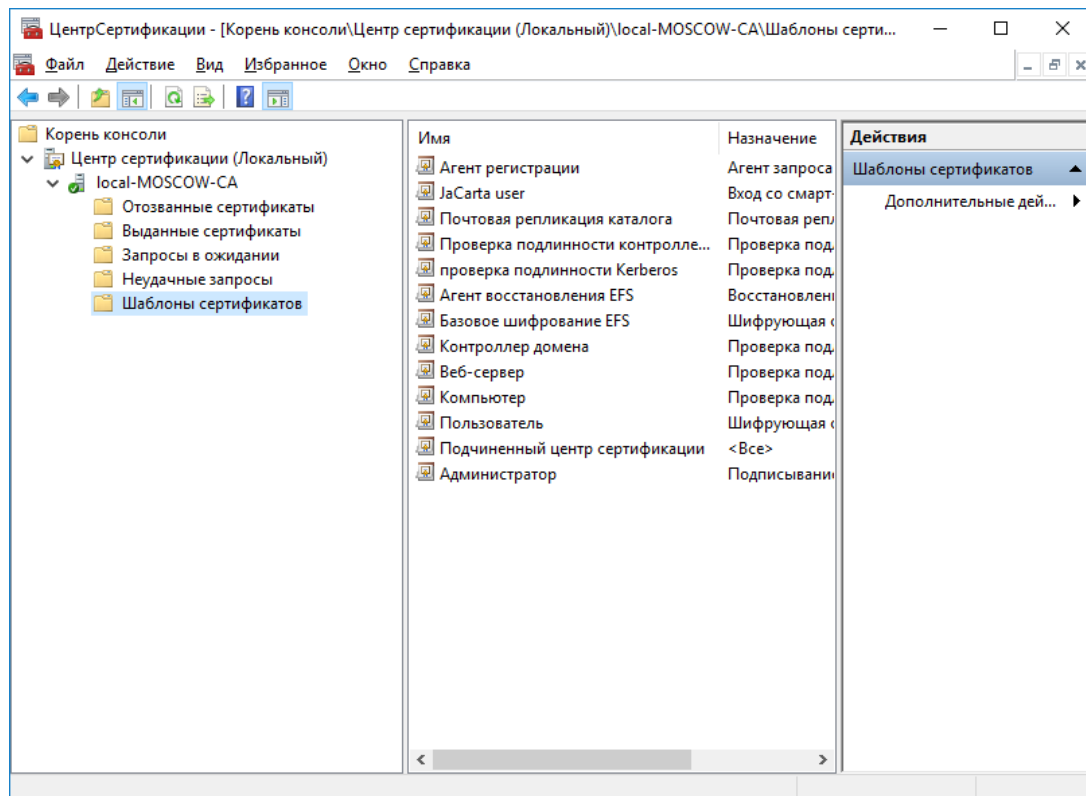 ЦентрСертификации - [Корень консоли\Центр сертификации (Локальный)\local-MOSCOW-CA\Шаблоны серти...
Файл Действие Вид Избранное Окно Справка
Корень консоли
Центр сертификации (Локальный)
local-MOSCOW-CA
Отозванные сертификаты
Выданные сертификаты
Запросы в ожидании
Неудачные запросы
Шаблоны сертификатов
Имя Назначение
Агент регистрации Агент запроса
JaCarta user Вход со смарт-
Почтовая репликация каталога Почтовая репл
Проверка подлинности контролле... Проверка под
проверка подлинности Kerberos Проверка под
Агент восстановления EFS Восстановлени
Базовое шифрование EFS Шифрующая с
Контроллер домена Проверка под
Веб-сервер Проверка под
Компьютер Проверка под
Пользователь Шифрующая с
Подчиненный центр сертификации <Все>
Администратор Подписывани
Действия
Шаблоны сертификатов
Дополнительные дей...